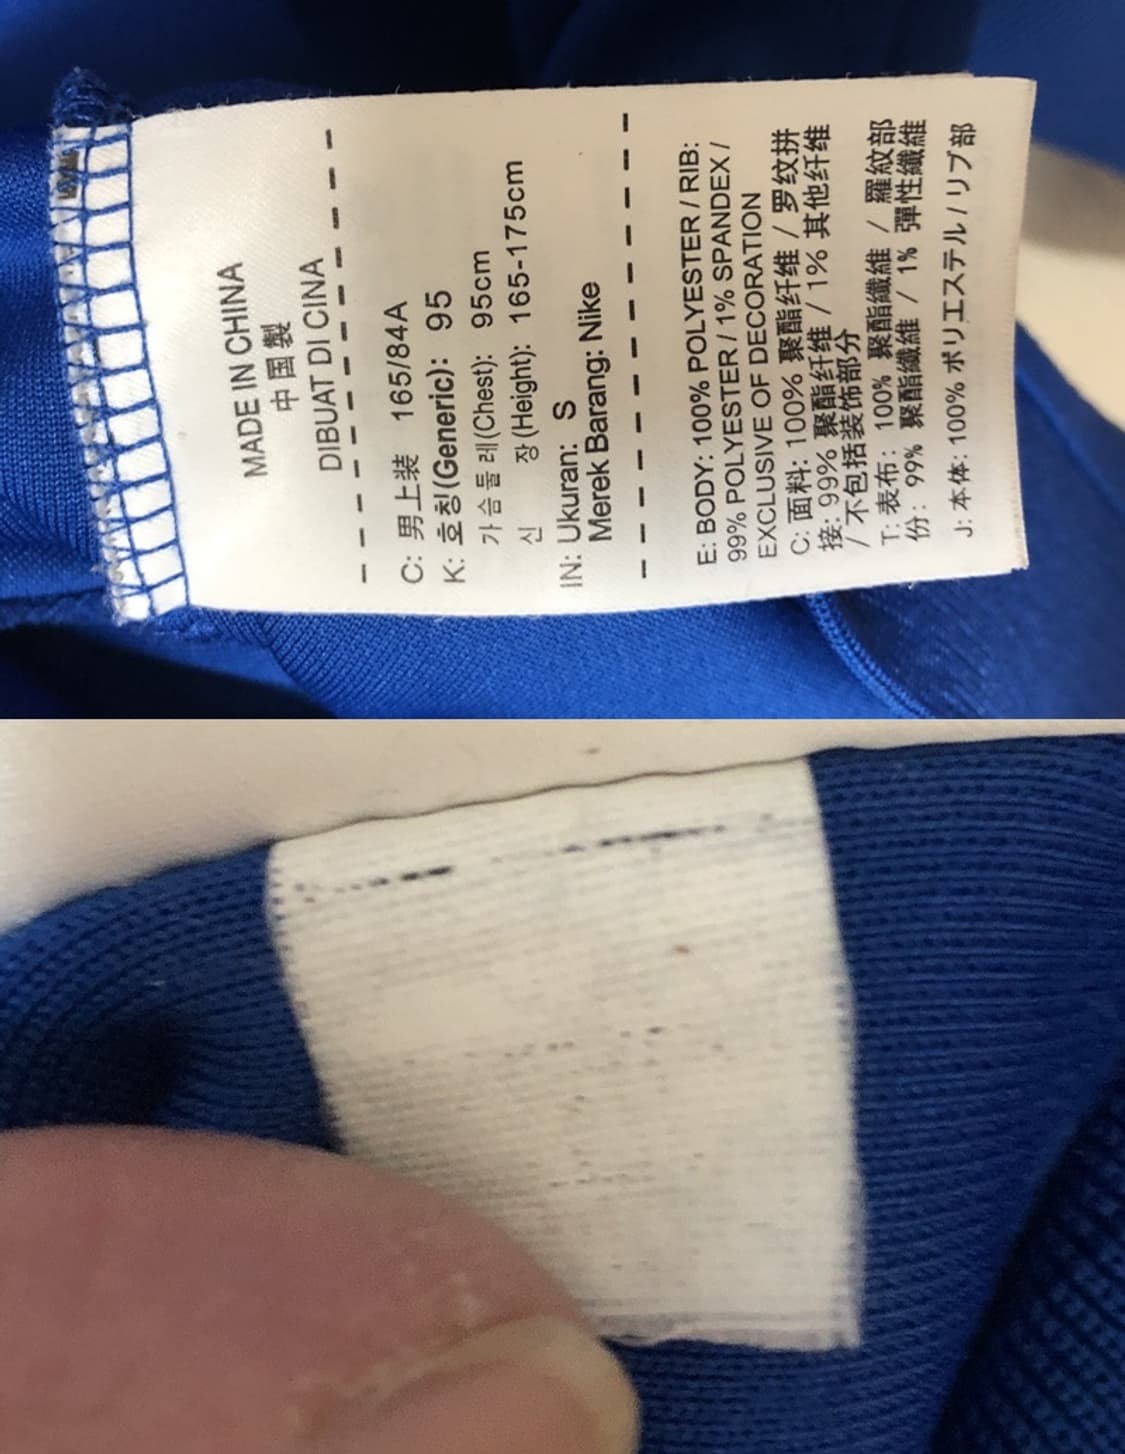 MADE IN CHINA
中国製
DIBUAT DI CINA
C: 男上装 165/84A
K: 호칭(Generic): 95
가슴둘레(Chest): 95cm
신장(Height): 165-175cm
IN: Ukuran: S
Merek Barang: Nike
E: BODY: 100% POLYESTER / RIB:
99% POLYESTER / 1% SPANDEX /
EXCLUSIVE OF DECORATION
C: 面料: 100% 聚酯纤维 / 罗纹拼
接: 99% 聚酯纤维 / 1% 其他纤维
/ 不包括装饰部分
T: 表布: 100% 聚酯纖維 / 羅紋部
份: 99% 聚酯纖維 / 1% 彈性纖維
J: 本体: 100% ポリエステル / リブ部